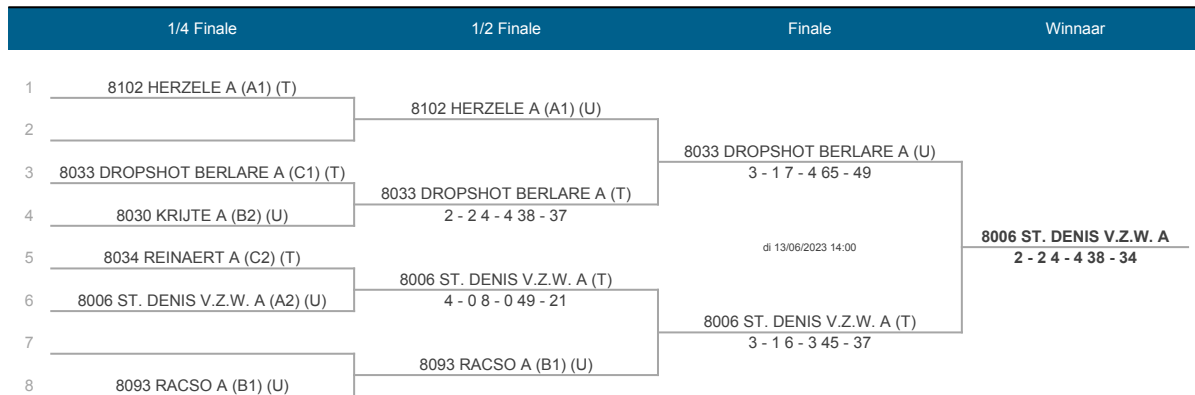 1/4 Finale 1/2 Finale Finale Winnaar
1 8102 HERZELE A (A1) (T)
8102 HERZELE A (A1) (U)
2
8033 DROPSHOT BERLARE A (U)
3 8033 DROPSHOT BERLARE A (C1) (T)
3 - 1 7 - 4 65 - 49
8033 DROPSHOT BERLARE A (T)
4 8030 KRIJTE A (B2) (U)
2 - 2 4 - 4 38 - 37
8006 ST. DENIS V.Z.W. A
di 13/06/2023 14:00
5 8034 REINAERT A (C2) (T)
2 - 2 4 - 4 38 - 34
8006 ST. DENIS V.Z.W. A (T)
6 8006 ST. DENIS V.Z.W. A (A2) (U)
4 - 0 8 - 0 49 - 21
8006 ST. DENIS V.Z.W. A (T)
7
3 - 1 6 - 3 45 - 37
8093 RACSO A (B1) (U)
8 8093 RACSO A (B1) (U)